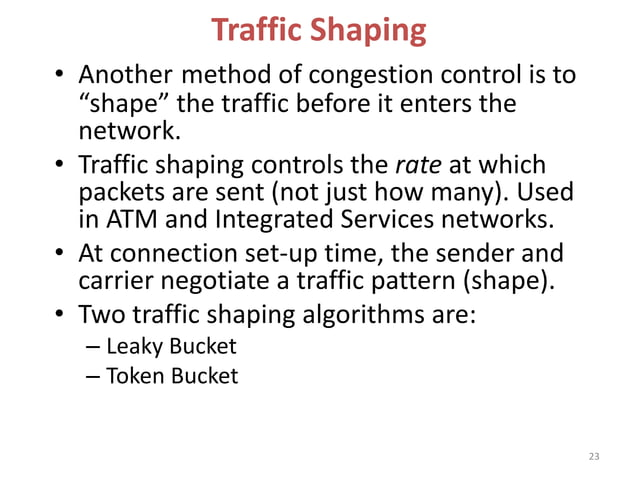 Traffic Shaping
• Another method of congestion control is to
“shape” the traffic before it enters the
network.
• Traffic shaping controls the rate at which
packets are sent (not just how many). Used
in ATM and Integrated Services networks.
• At connection set-up time, the sender and
carrier negotiate a traffic pattern (shape).
• Two traffic shaping algorithms are:
– Leaky Bucket
– Token Bucket
23